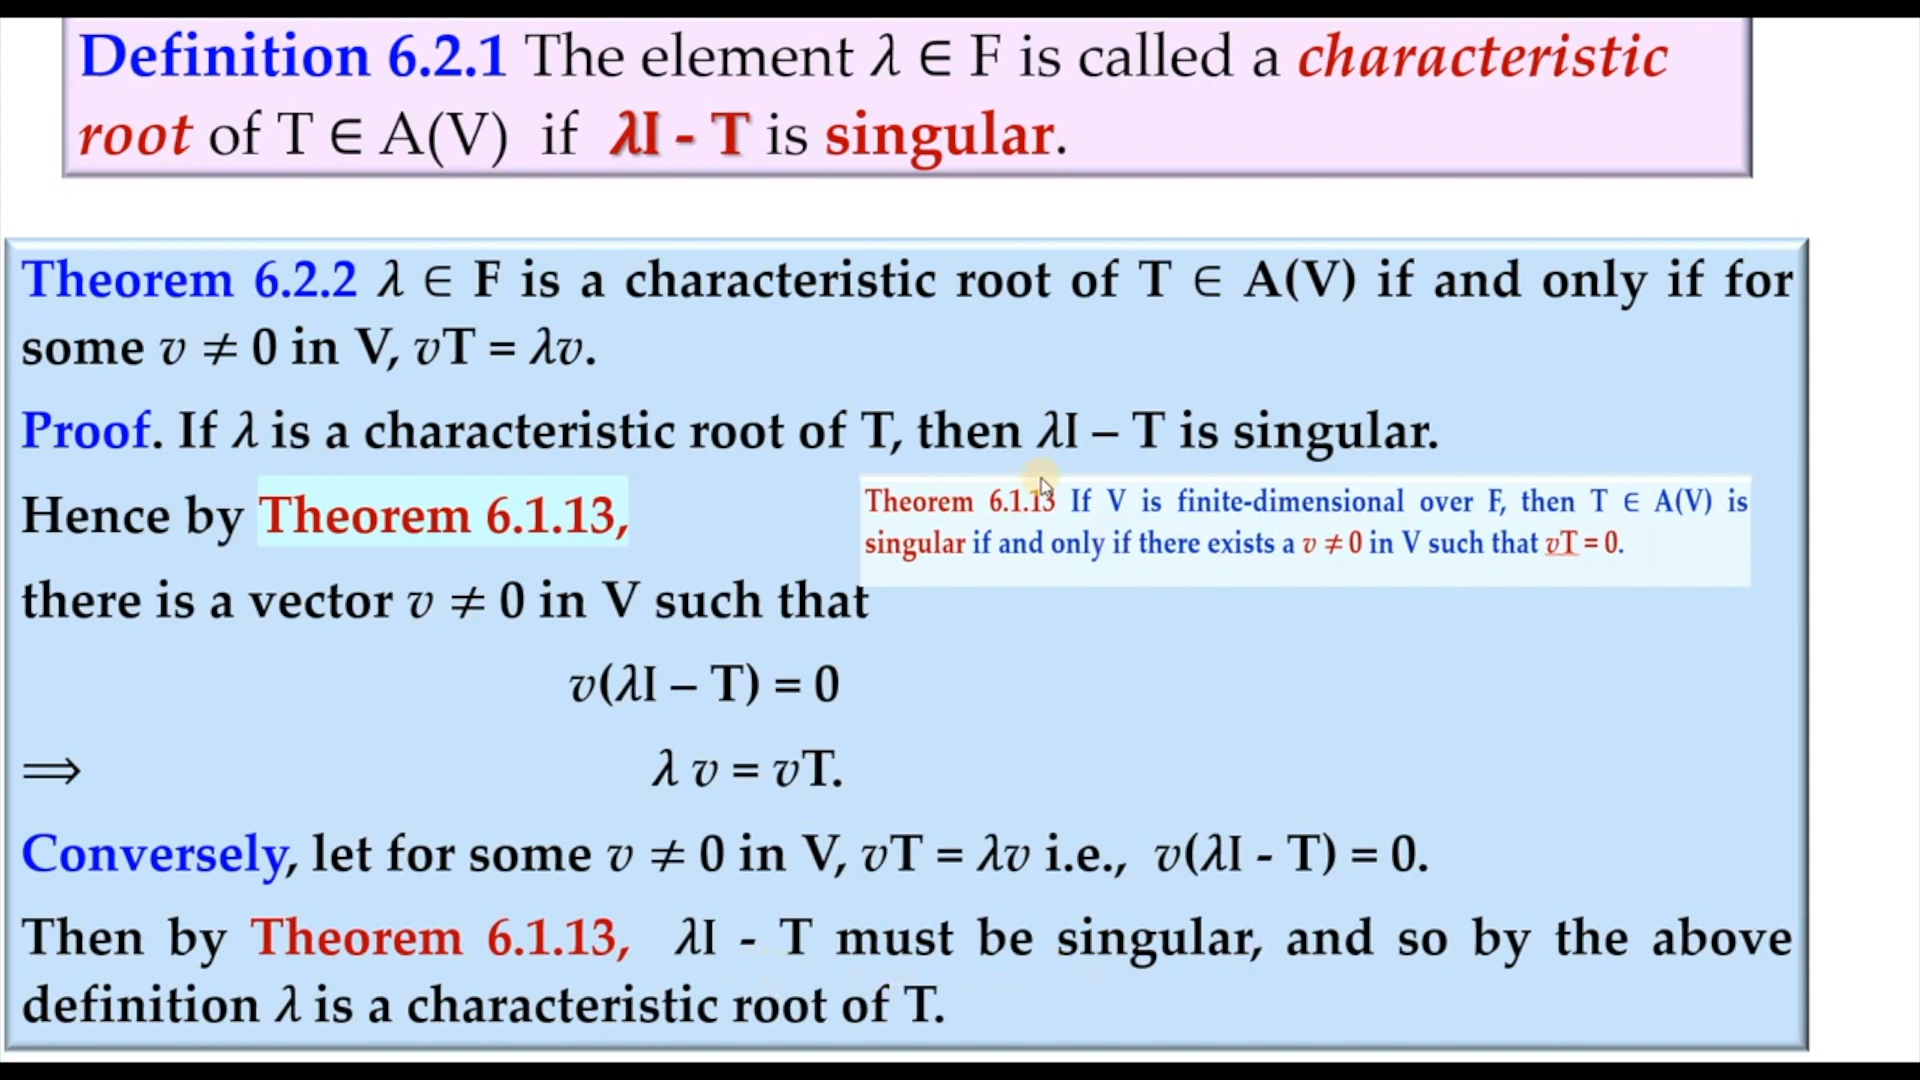 Definition 6.2.1 The element λ ∈ F is called a characteristic
root of T ∈ A(V) if λI - T is singular.
Theorem 6.2.2 λ ∈ F is a characteristic root of T ∈ A(V) if and only if for
some v ≠ 0 in V, vT = λv.
Proof. If λ is a characteristic root of T, then λI – T is singular.
Hence by Theorem 6.1.13,
Theorem 6.1.13 If V is finite-dimensional over F, then T ∈ A(V) is
singular if and only if there exists a v ≠ 0 in V such that vT = 0.
there is a vector v ≠ 0 in V such that
v(λI – T) = 0
⟹ λ v = vT.
Conversely, let for some v ≠ 0 in V, vT = λv i.e., v(λI - T) = 0.
Then by Theorem 6.1.13, λI - T must be singular, and so by the above
definition λ is a characteristic root of T.